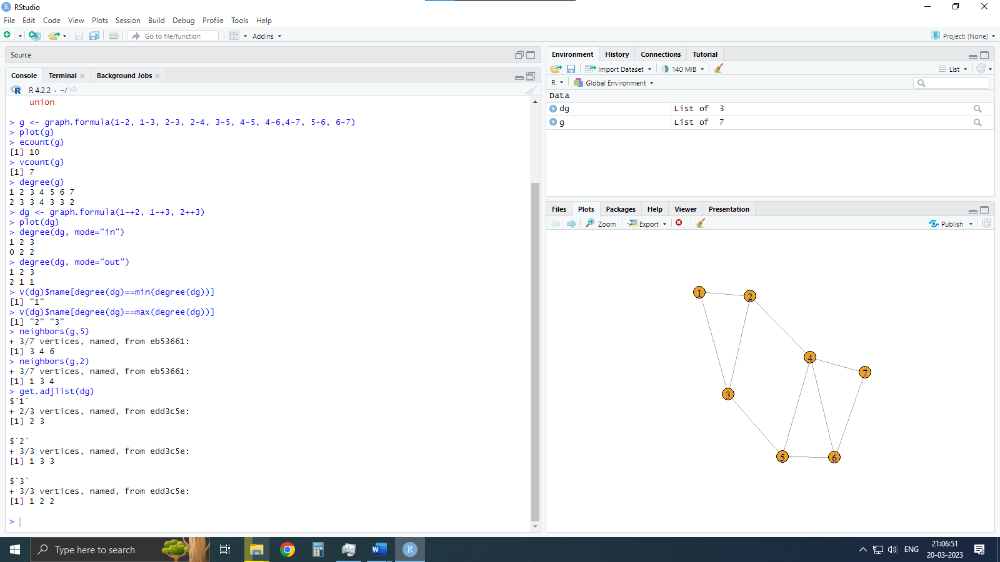 RStudio
File Edit Code View Plots Session Build Debug Profile Tools Help
Go to file/function Addins Project: (None)
Source
Console Terminal Background Jobs
R 4.2.2 · ~/
union
> g <- graph.formula(1-2, 1-3, 2-3, 2-4, 3-5, 4-5, 4-6,4-7, 5-6, 6-7)
> plot(g)
> ecount(g)
[1] 10
> vcount(g)
[1] 7
> degree(g)
1 2 3 4 5 6 7
2 3 3 4 3 3 2
> dg <- graph.formula(1-+2, 1-+3, 2++3)
> plot(dg)
> degree(dg, mode="in")
1 2 3
0 2 2
> degree(dg, mode="out")
1 2 3
2 1 1
> V(dg)$name[degree(dg)==min(degree(dg))]
[1] "1"
> V(dg)$name[degree(dg)==max(degree(dg))]
[1] "2" "3"
> neighbors(g,5)
+ 3/7 vertices, named, from eb53661:
[1] 3 4 6
> neighbors(g,2)
+ 3/7 vertices, named, from eb53661:
[1] 1 3 4
> get.adjlist(dg)
$`1`
+ 2/3 vertices, named, from edd3c5e:
[1] 2 3
$`2`
+ 3/3 vertices, named, from edd3c5e:
[1] 1 3 3
$`3`
+ 3/3 vertices, named, from edd3c5e:
[1] 1 2 2
>
Environment History Connections Tutorial
Import Dataset 140 MiB List
R Global Environment
Data
dg List of 3
g List of 7
Files Plots Packages Help Viewer Presentation
Zoom Export Publish
1
2
4
7
3
5
6
Type here to search
ENG
21:06:51
20-03-2023